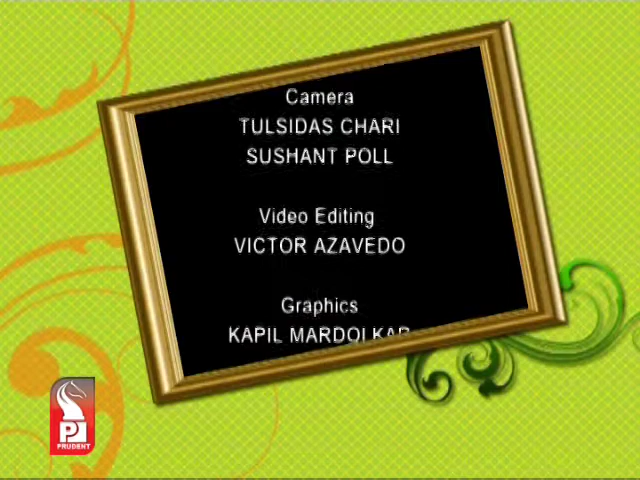 Camera
TULSIDAS CHARI
SUSHANT POLL
Video Editing
VICTOR AZAVEDO
Graphics
KAPIL MARDOLKAR
PRUDENT